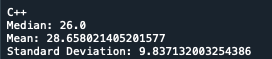 C++
Median: 26.0
Mean: 28.658021405201577
Standard Deviation: 9.837132003254386